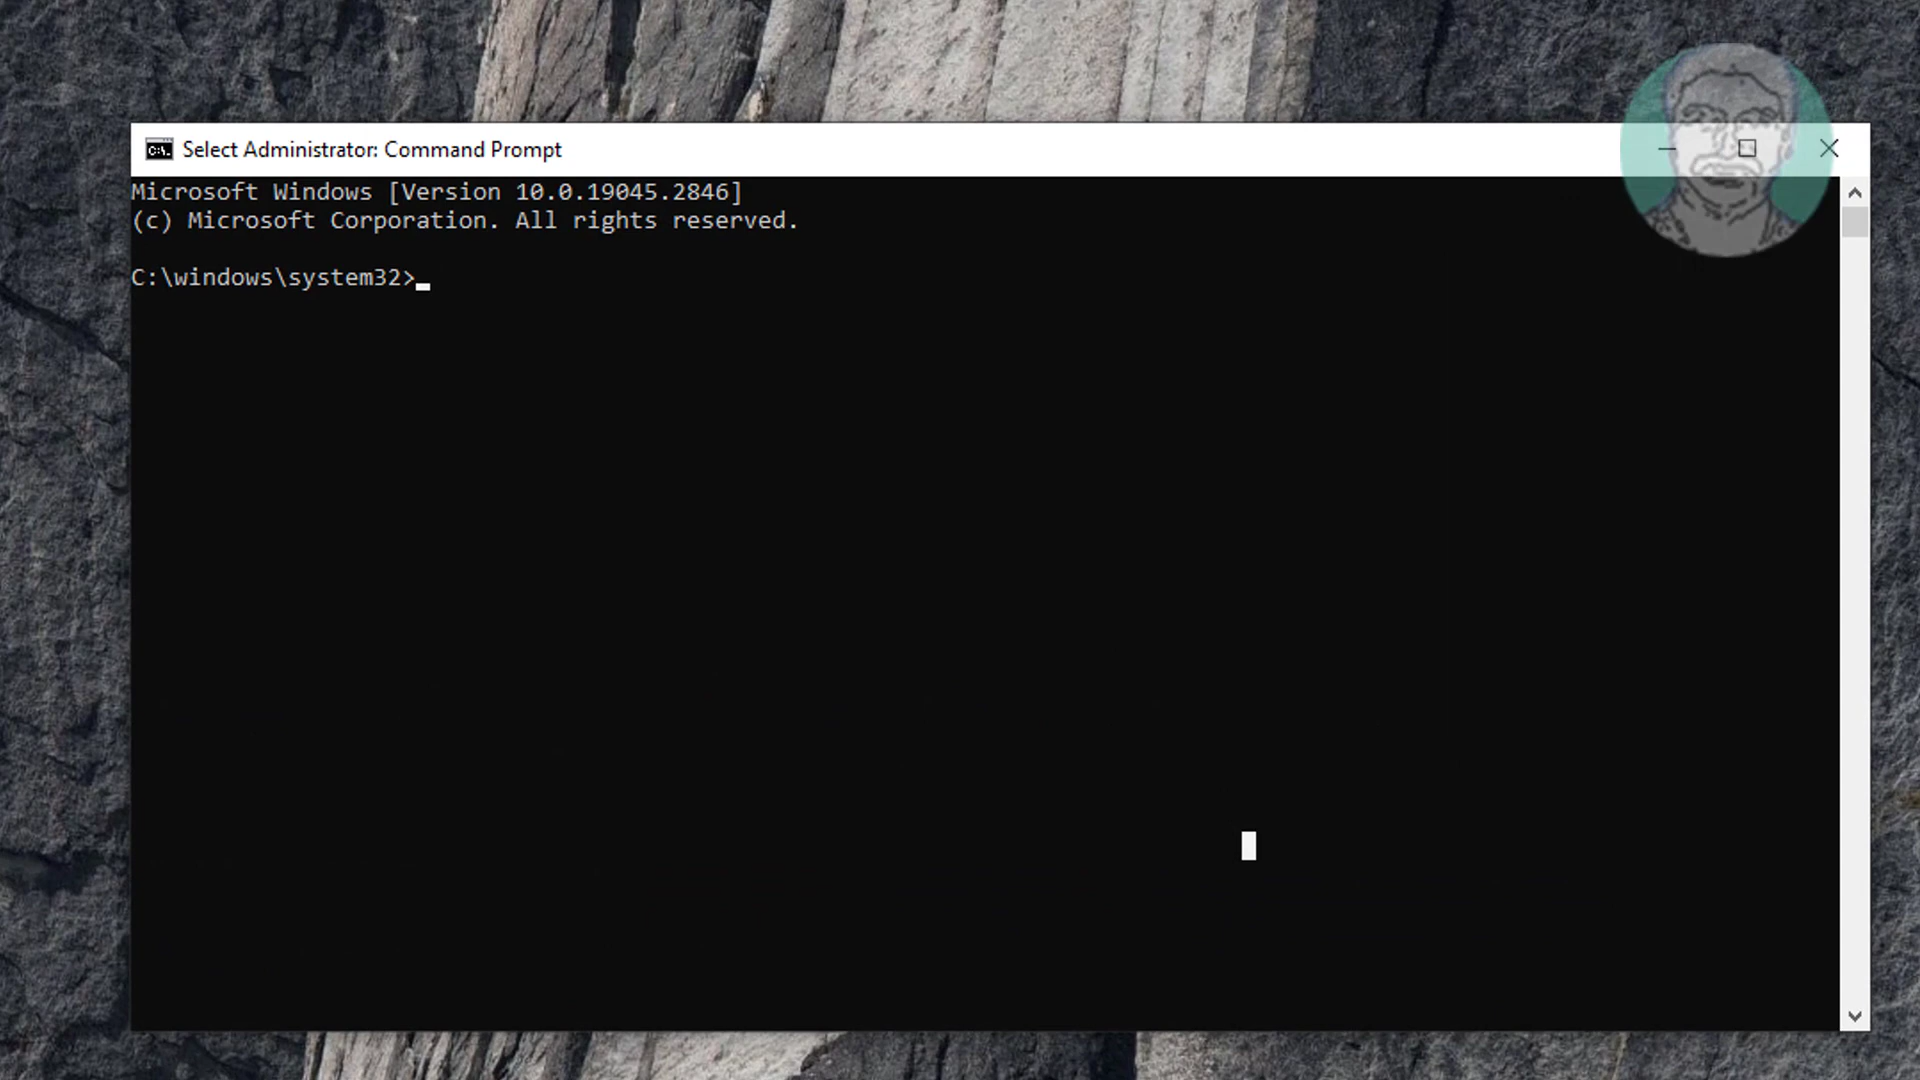 Select Administrator: Command Prompt
Microsoft Windows [Version 10.0.19045.2846]
(c) Microsoft Corporation. All rights reserved.
C:\windows\system32>